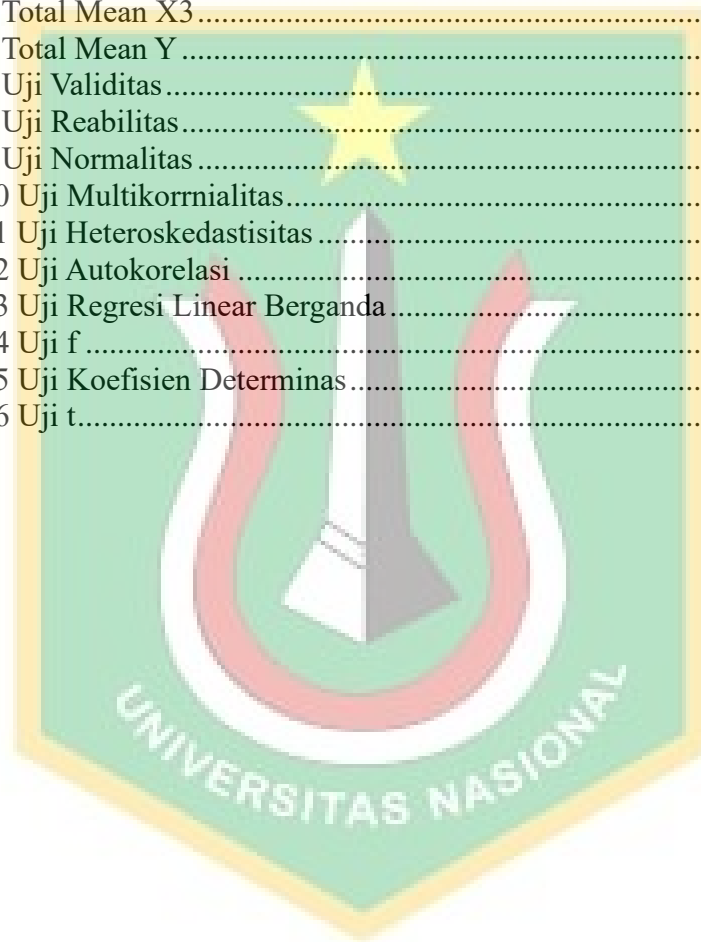 Total Mean X3
Total Mean Y
Uji Validitas
Uji Reabilitas
Uji Normalitas
0 Uji Multikorrnialitas
1 Uji Heteroskedastisitas
2 Uji Autokorelasi
3 Uji Regresi Linear Berganda
4 Uji f
5 Uji Koefisien Determinas
6 Uji t
UNIVERSITAS NASIONAL